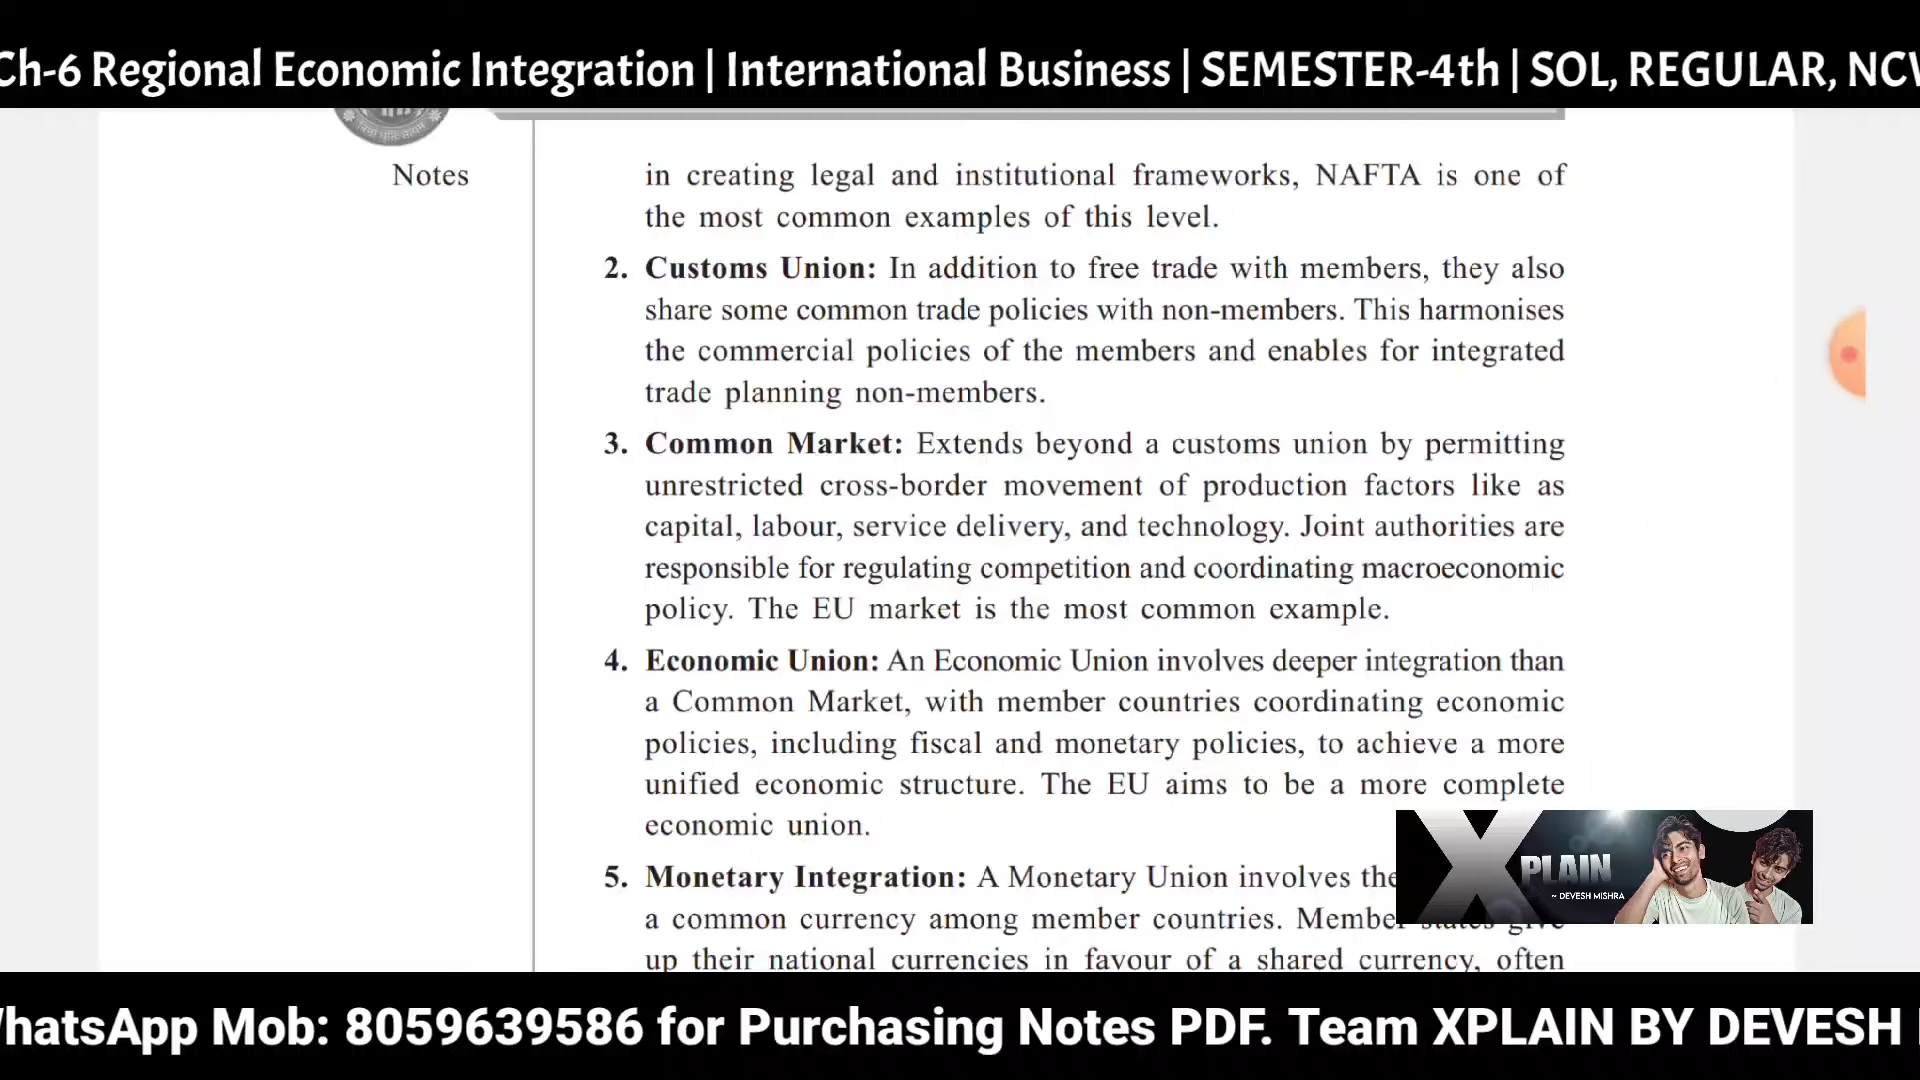 Ch-6 Regional Economic Integration | International Business | SEMESTER-4th | SOL, REGULAR,
Notes
in creating legal and institutional frameworks, NAFTA is one of
the most common examples of this level.
2. Customs Union: In addition to free trade with members, they also
share some common trade policies with non-members. This harmonises
the commercial policies of the members and enables for integrated
trade planning non-members.
3. Common Market: Extends beyond a customs union by permitting
unrestricted cross-border movement of production factors like as
capital, labour, service delivery, and technology. Joint authorities are
responsible for regulating competition and coordinating macroeconomic
policy. The EU market is the most common example.
4. Economic Union: An Economic Union involves deeper integration than
a Common Market, with member countries coordinating economic
policies, including fiscal and monetary policies, to achieve a more
unified economic structure. The EU aims to be a more complete
economic union.
5. Monetary Integration: A Monetary Union involves the
a common currency among member countries. Member states give
up their national currencies in favour of a shared currency, often
XPLAIN
~ DEVESH MISHRA
WhatsApp Mob: 8059639586 for Purchasing Notes PDF. Team XPLAIN BY DEVESH